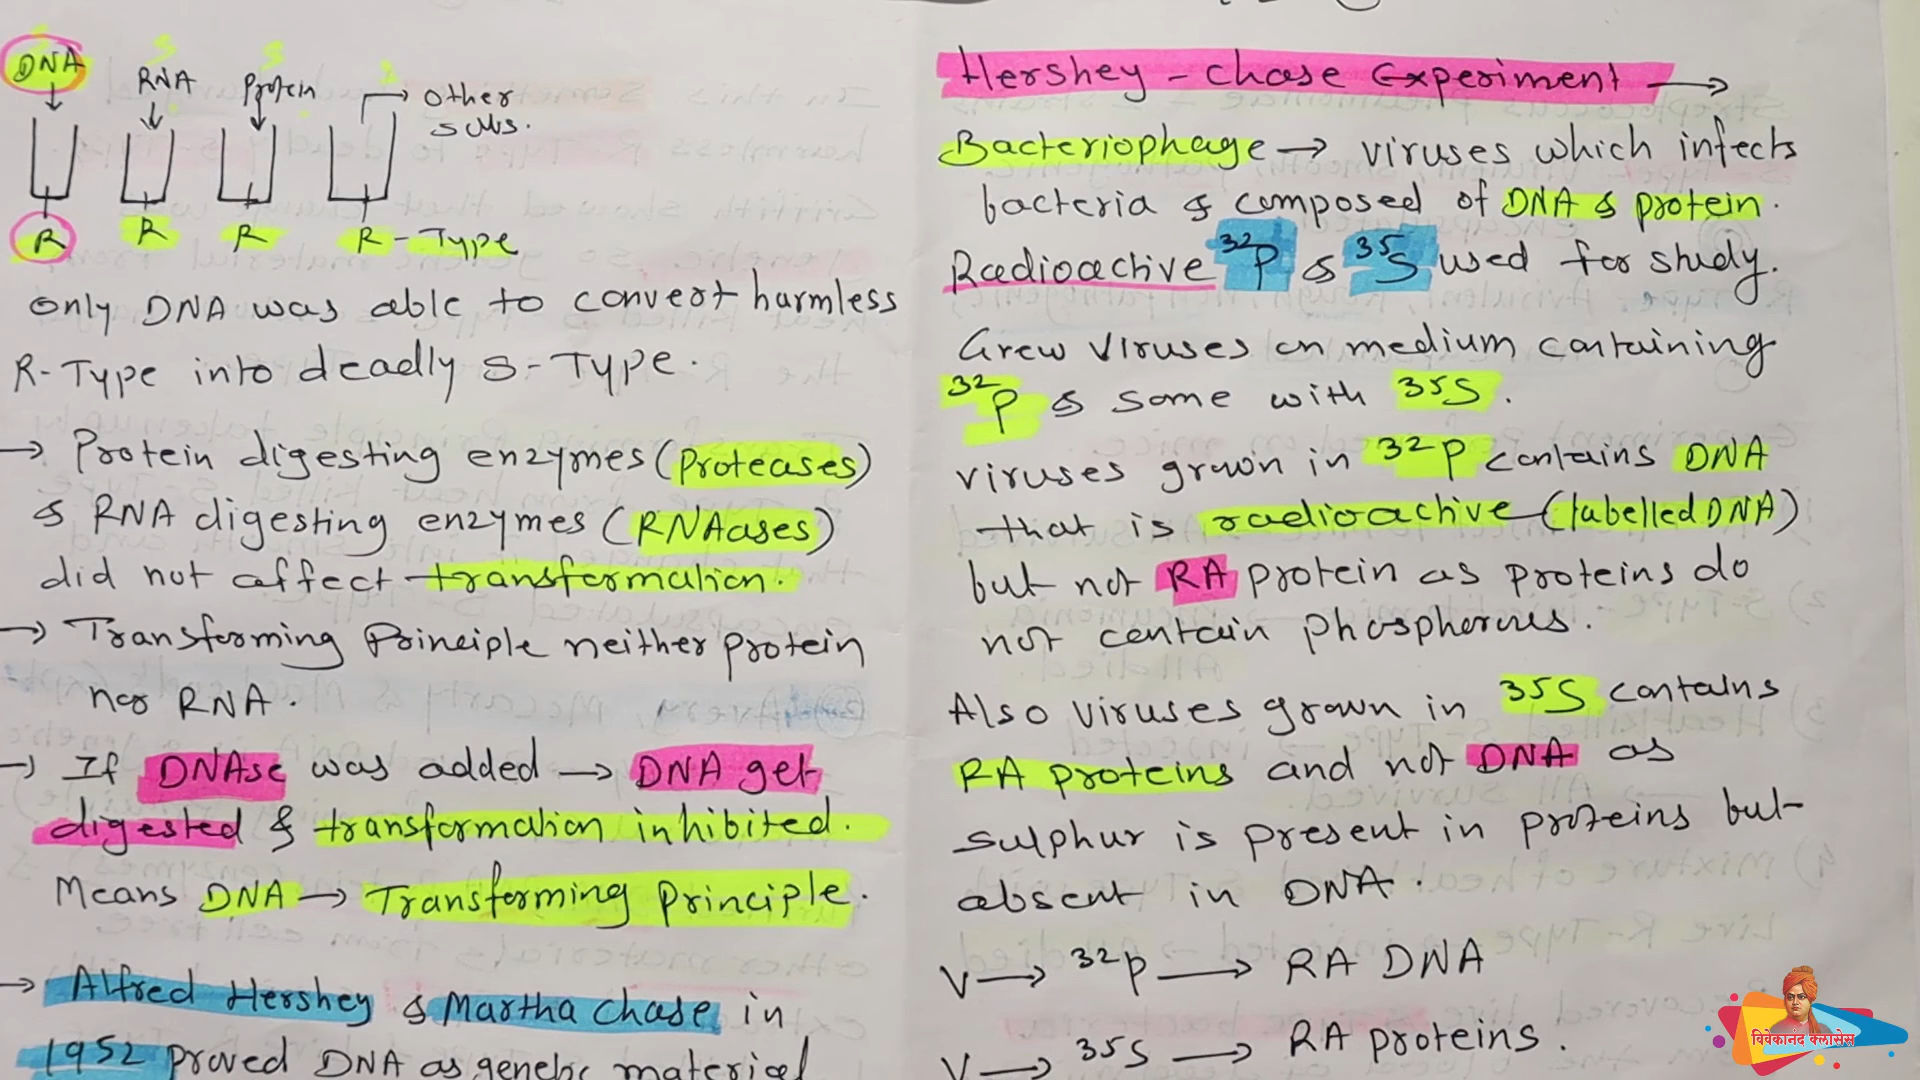 DNA
RNA
Protein
Other
subs.
R
R
R
R - Type
only DNA was able to convert harmless
R-Type into deadly S-Type.
→ Protein digesting enzymes (Proteases)
& RNA digesting enzymes (RNAases)
did not affect transformation.
→ Transforming Principle neither protein
nor RNA.
→ If DNAse was added → DNA get
digested & transformation inhibited.
Means DNA → Transforming principle.
→ Alfred Hershey & Martha Chase in
1952 proved DNA as genetic material
Hershey - Chase Experiment →
Bacteriophage → viruses which infects
bacteria & composed of DNA & protein.
Radioactive ³²P & ³⁵S used for study.
Grew viruses on medium containing
³²P & some with ³⁵S.
viruses grown in ³²P contains DNA
that is radioactive (labelled DNA)
but not RA protein as proteins do
not contain phosphorous.
Also viruses grown in ³⁵S contains
RA proteins and not DNA as
sulphur is present in proteins but
absent in DNA.
V → ³²P → RA DNA
V → ³⁵S → RA proteins.
विवेकानंद क्लासेस